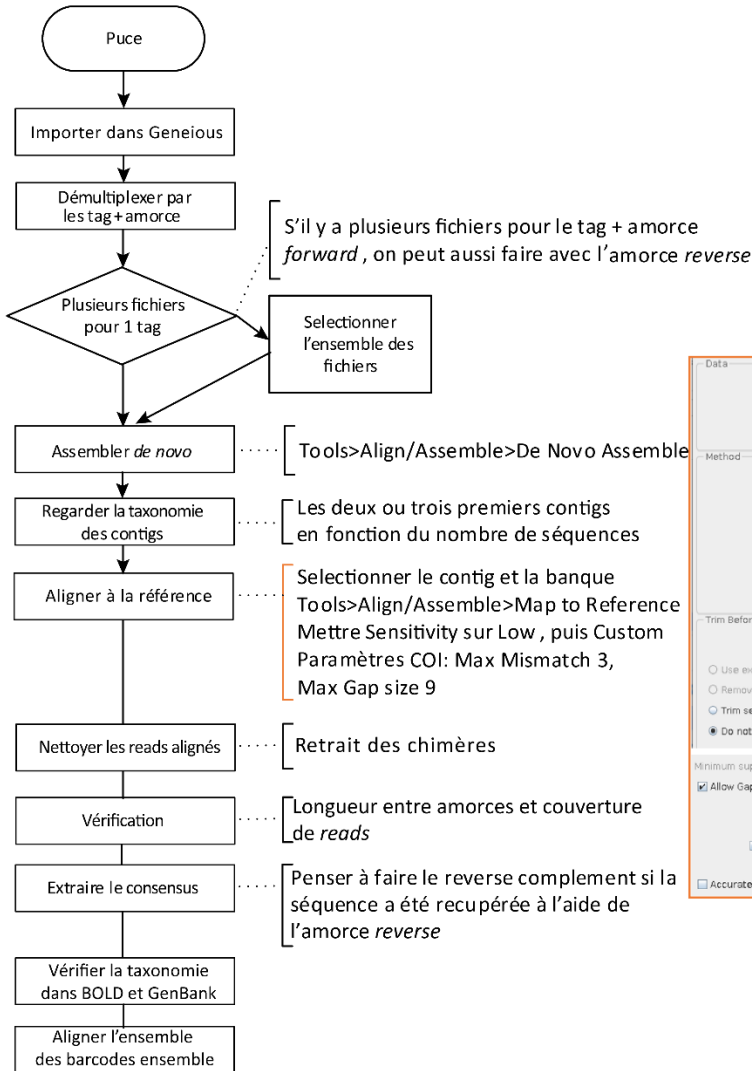 Puce
Importer dans Geneious
Démultiplexer par
les tag+amorce
S'il y a plusieurs fichiers pour le tag + amorce
forward , on peut aussi faire avec l'amorce reverse
Plusieurs fichiers
pour 1 tag
Selectionner
l'ensemble des
fichiers
Assembler de novo
Tools>Align/Assemble>De Novo Assemble
Regarder la taxonomie
des contigs
Les deux ou trois premiers contigs
en fonction du nombre de séquences
Aligner à la référence
Selectionner le contig et la banque
Tools>Align/Assemble>Map to Reference
Mettre Sensitivity sur Low , puis Custom
Paramètres COI: Max Mismatch 3,
Max Gap size 9
Nettoyer les reads alignés
Retrait des chimères
Vérification
Longueur entre amorces et couverture
de reads
Extraire le consensus
Penser à faire le reverse complement si la
séquence a été recupérée à l'aide de
l'amorce reverse
Vérifier la taxonomie
dans BOLD et GenBank
Aligner l'ensemble
des barcodes ensemble
Data
Method
Trim Befor
Use ex
Remov
Trim se
Do not
Minimum sup
Allow Gap
Accurate